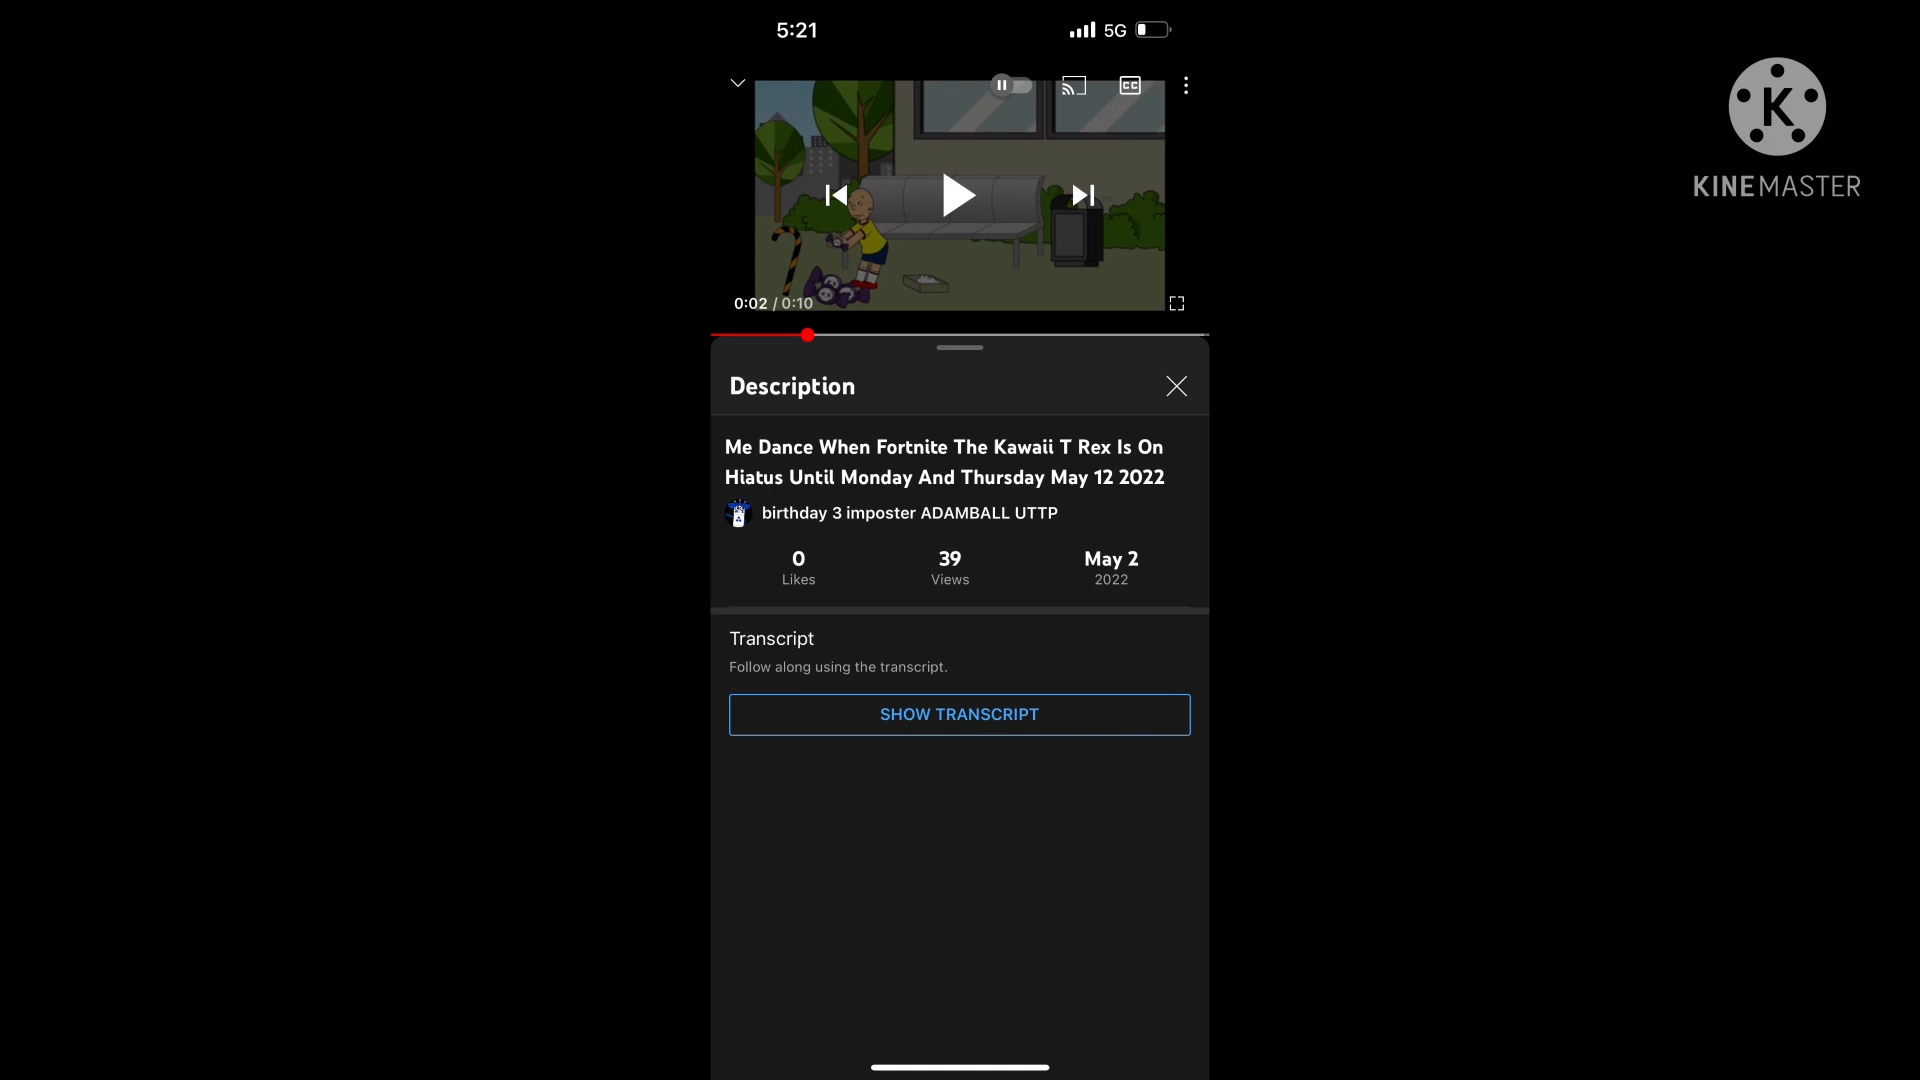 5:21
5G
CC
K
KINEMASTER
0:02 / 0:10
Description
Me Dance When Fortnite The Kawaii T Rex Is On
Hiatus Until Monday And Thursday May 12 2022
birthday 3 imposter ADAMBALL UTTP
0 39 May 2
Likes Views 2022
Transcript
Follow along using the transcript.
SHOW TRANSCRIPT